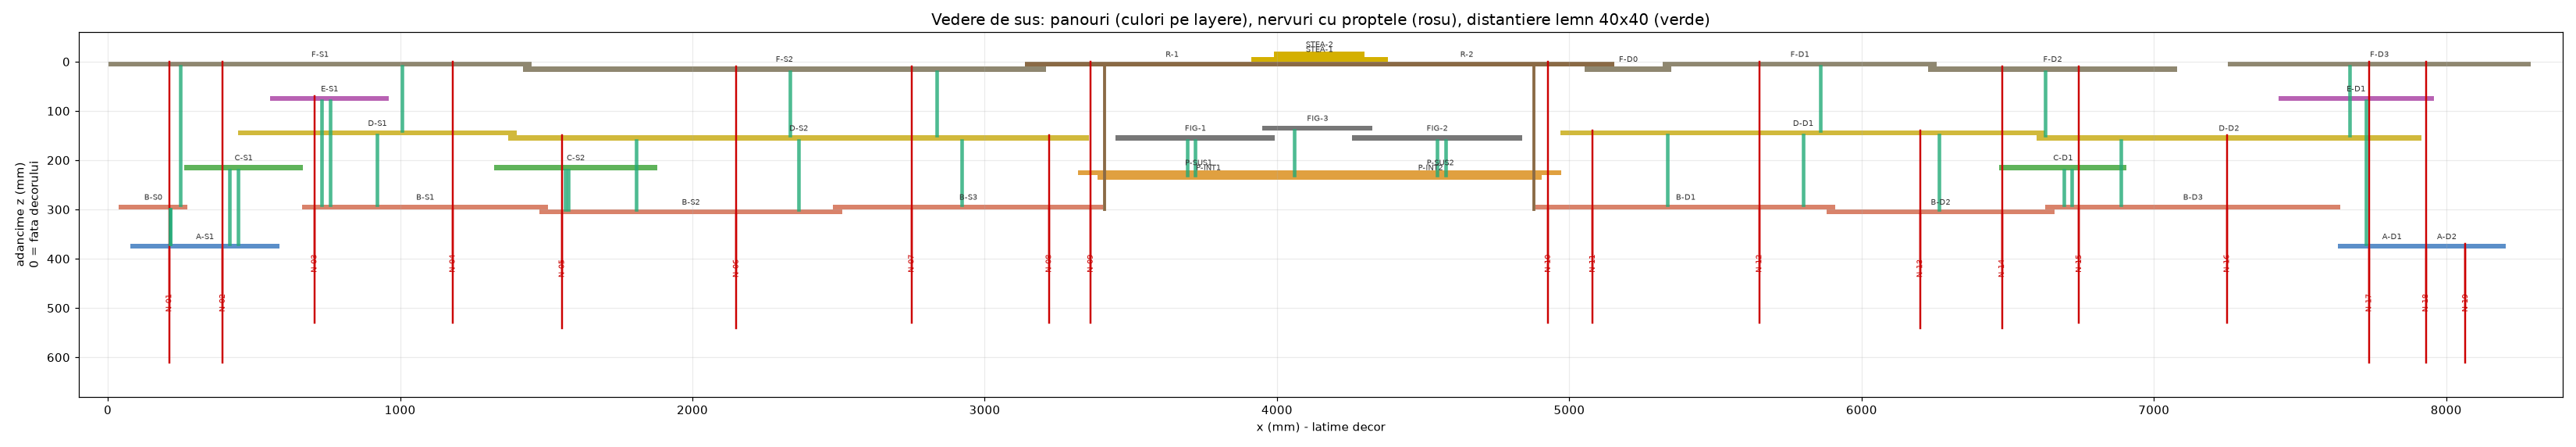 Vedere de sus: panouri (culori pe layere), nervuri cu proptele (rosu), distantiere lemn 40x40 (verde)
STEA-2
STEA-1
F-S1
F-S2
R-1
R-2
F-D0
F-D1
F-D2
F-D3
E-S1
E-D1
D-S1
D-S2
FIG-1
FIG-3
FIG-2
D-D1
D-D2
C-S1
C-S2
P-SUS1
P-INT1
P-SUS2
P-INT2
C-D1
B-S0
B-S1
B-S2
B-S3
B-D1
B-D2
B-D3
A-S1
A-D1
A-D2
N-01
N-02
N-03
N-04
N-05
N-06
N-07
N-08
N-09
N-10
N-11
N-12
N-13
N-14
N-15
N-16
N-17
N-18
N-19
0
100
200
300
400
500
600
adancime z (mm)
0 = fata decorului
0
1000
2000
3000
4000
5000
6000
7000
8000
x (mm) - latime decor